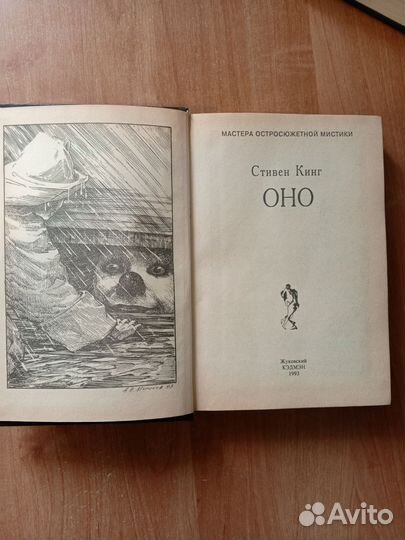 МАСТЕРА ОСТРОСЮЖЕТНОЙ МИСТИКИ
Стивен Кинг
ОНО
Жуковский
КЭДМЭН
1993
Avito